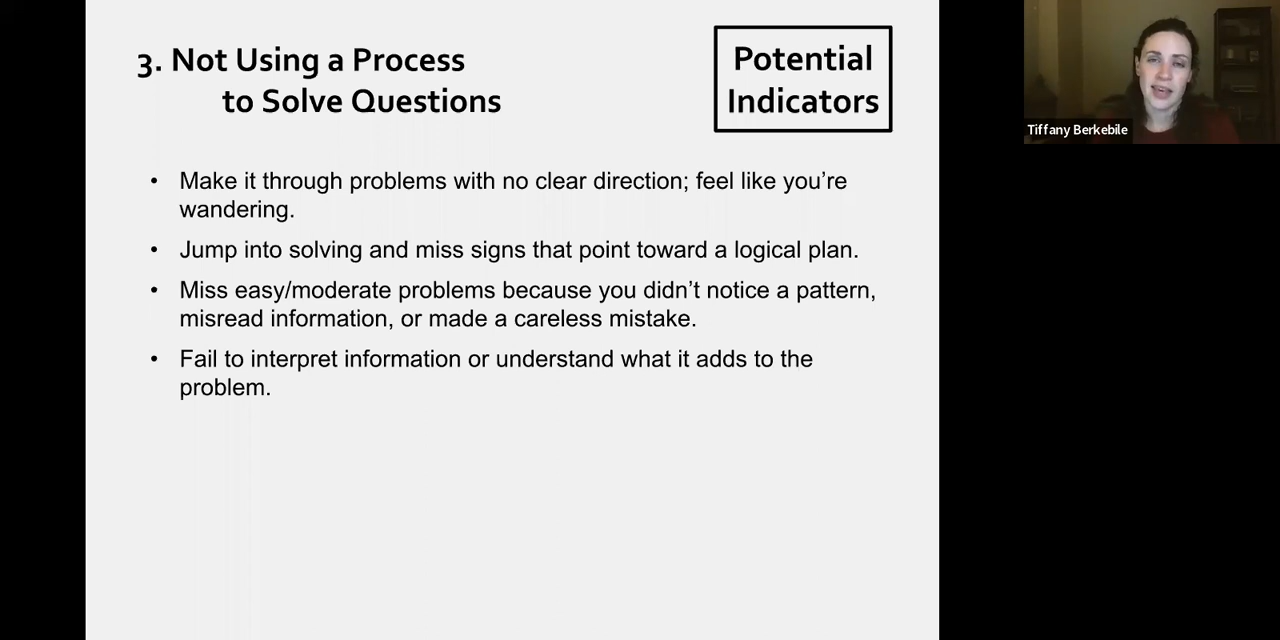 3. Not Using a Process
to Solve Questions
Potential
Indicators
• Make it through problems with no clear direction; feel like you’re
wandering.
• Jump into solving and miss signs that point toward a logical plan.
• Miss easy/moderate problems because you didn’t notice a pattern,
misread information, or made a careless mistake.
• Fail to interpret information or understand what it adds to the
problem.
Tiffany Berkebile